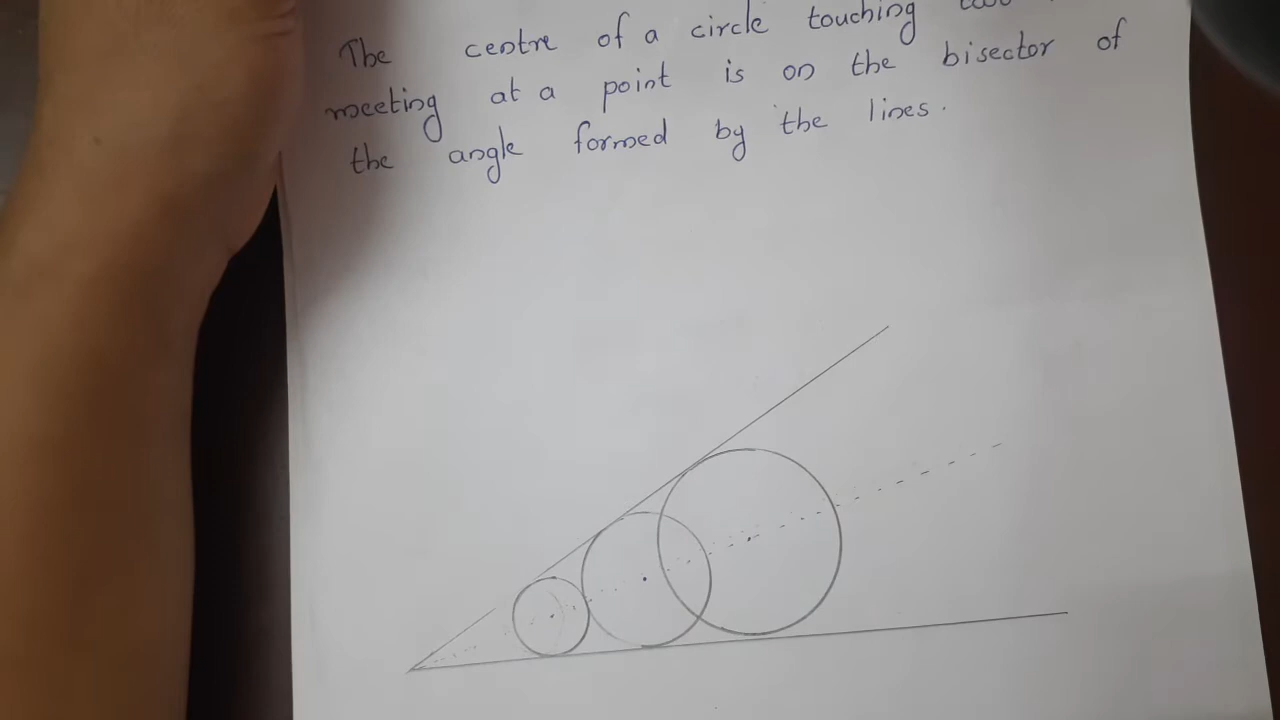 The centre of a circle touching
meeting at a point is on the bisector of
the angle formed by the lines.